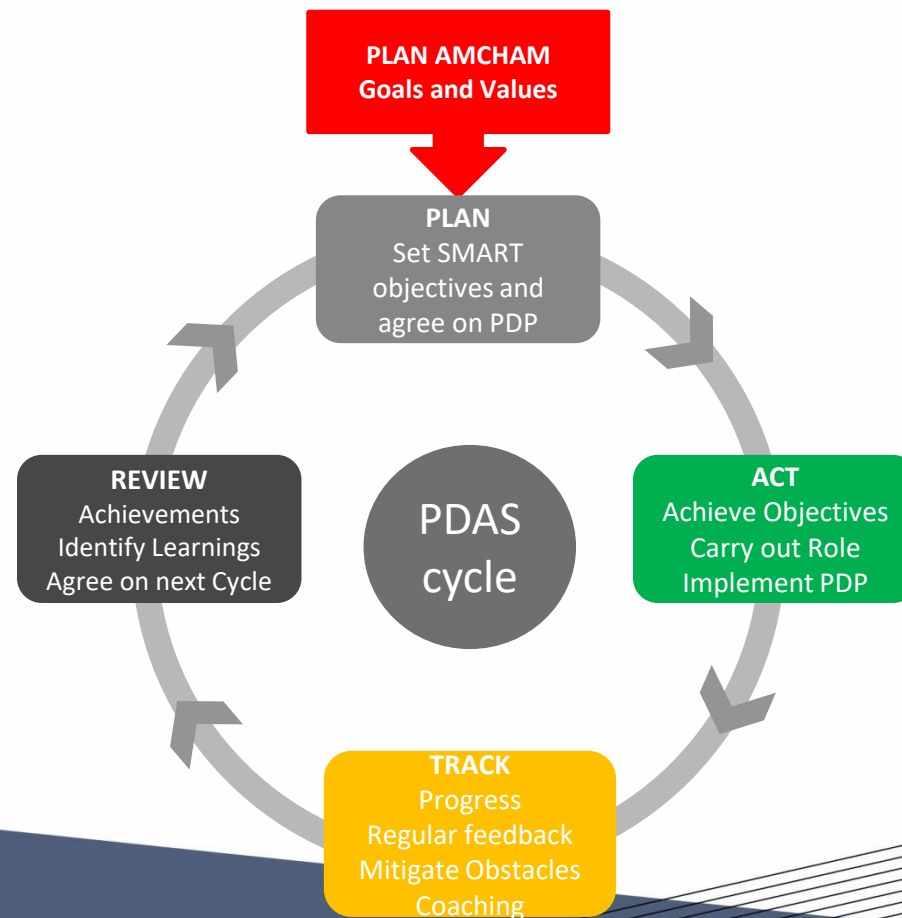 PLAN AMCHAM
Goals and Values
PLAN
Set SMART
objectives and
agree on PDP
ACT
Achieve Objectives
Carry out Role
Implement PDP
TRACK
Progress
Regular feedback
Mitigate Obstacles
Coaching
REVIEW
Achievements
Identify Learnings
Agree on next Cycle
PDAS
cycle